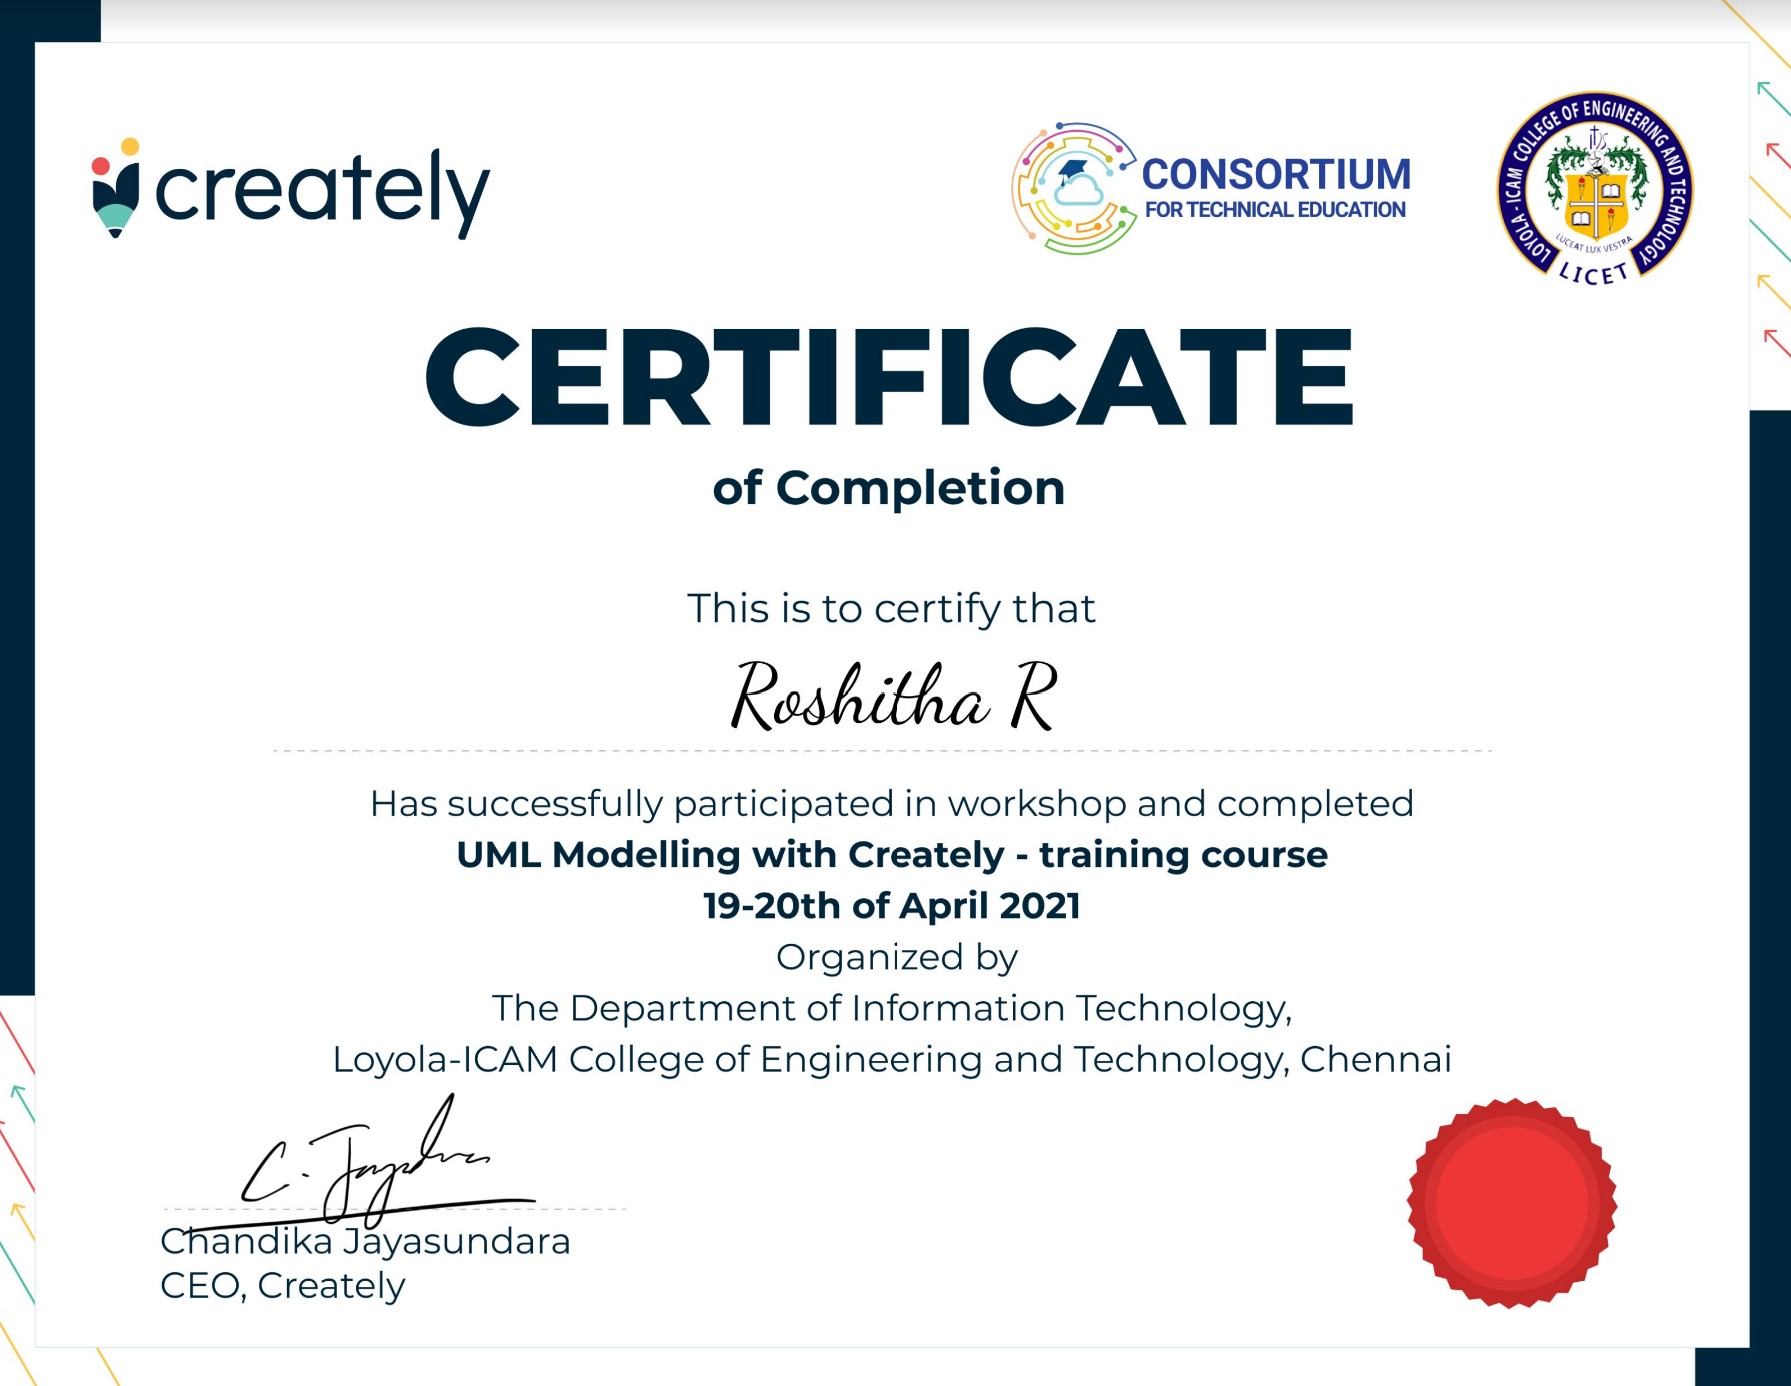 creately
CONSORTIUM
FOR TECHNICAL EDUCATION
LOYOLA - ICAM COLLEGE OF ENGINEERING AND TECHNOLOGY
LUCEAT LUX VESTRA
LICET
CERTIFICATE
of Completion
This is to certify that
Roshitha R
Has successfully participated in workshop and completed
UML Modelling with Creately - training course
19-20th of April 2021
Organized by
The Department of Information Technology,
Loyola-ICAM College of Engineering and Technology, Chennai
Chandika Jayasundara
CEO, Creately